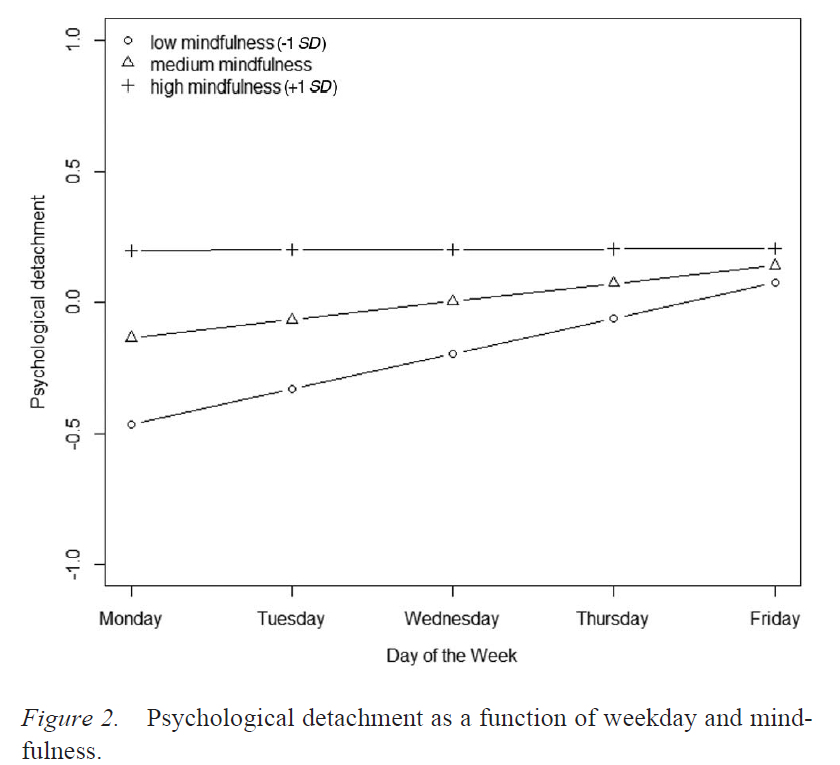 low mindfulness (-1 SD)
medium mindfulness
high mindfulness (+1 SD)
Psychological detachment
1.0
0.5
0.0
-0.5
-1.0
Monday Tuesday Wednesday Thursday Friday
Day of the Week
Figure 2. Psychological detachment as a function of weekday and mind-
fulness.